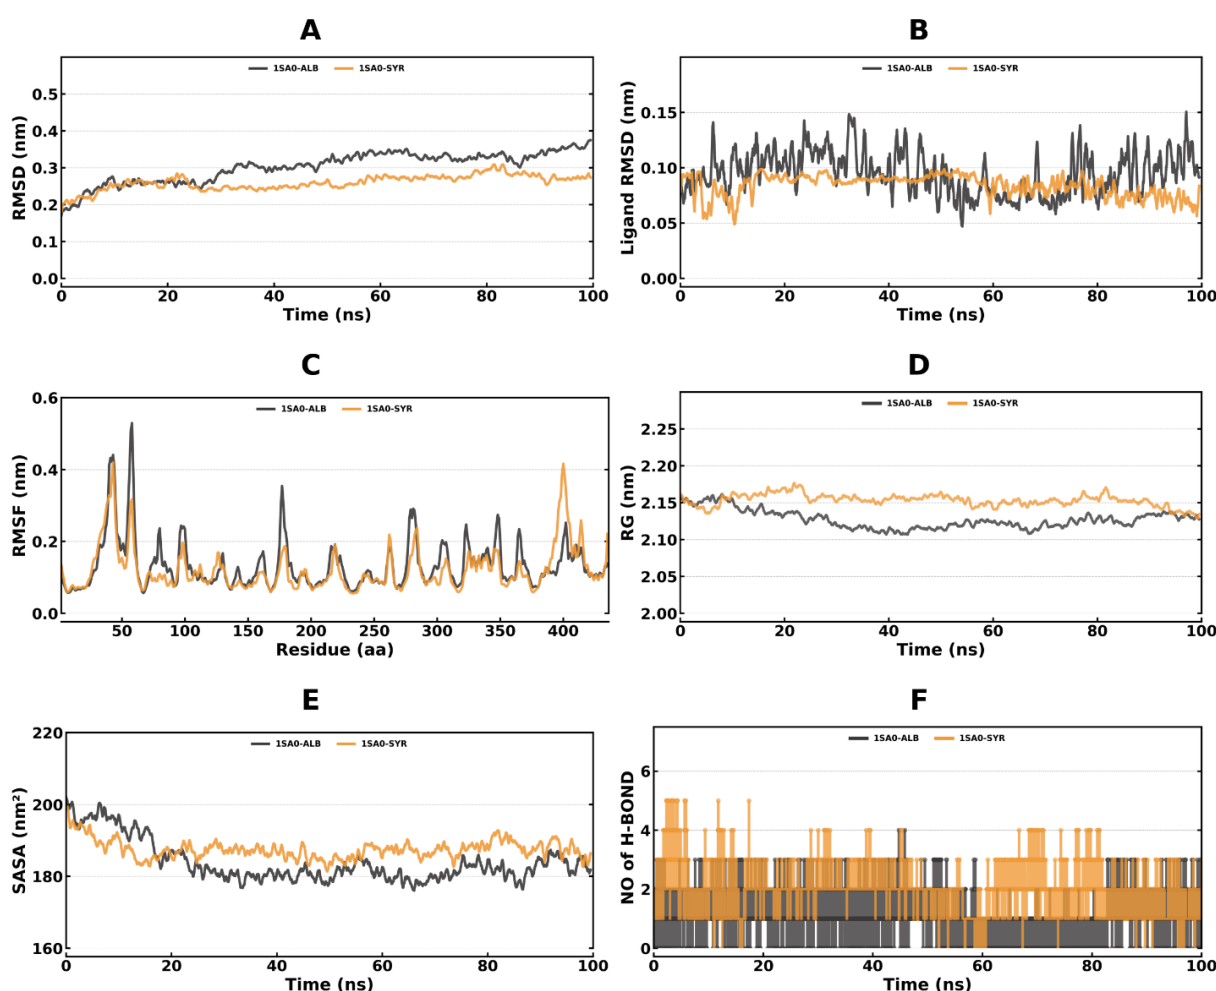 A
1SA0-ALB 1SA0-SYR
RMSD (nm)
0.5
0.4
0.3
0.2
0.1
0.0
0 20 40 60 80 100
Time (ns)
B
1SA0-ALB 1SA0-SYR
Ligand RMSD (nm)
0.15
0.10
0.05
0.00
0 20 40 60 80 100
Time (ns)
C
1SA0-ALB 1SA0-SYR
RMSF (nm)
0.6
0.4
0.2
0.0
50 100 150 200 250 300 350 400
Residue (aa)
D
1SA0-ALB 1SA0-SYR
RG (nm)
2.25
2.20
2.15
2.10
2.05
2.00
0 20 40 60 80 100
Time (ns)
E
1SA0-ALB 1SA0-SYR
SASA (nm²)
220
200
180
160
0 20 40 60 80 100
Time (ns)
F
1SA0-ALB 1SA0-SYR
NO of H-BOND
6
4
2
0
0 20 40 60 80 100
Time (ns)